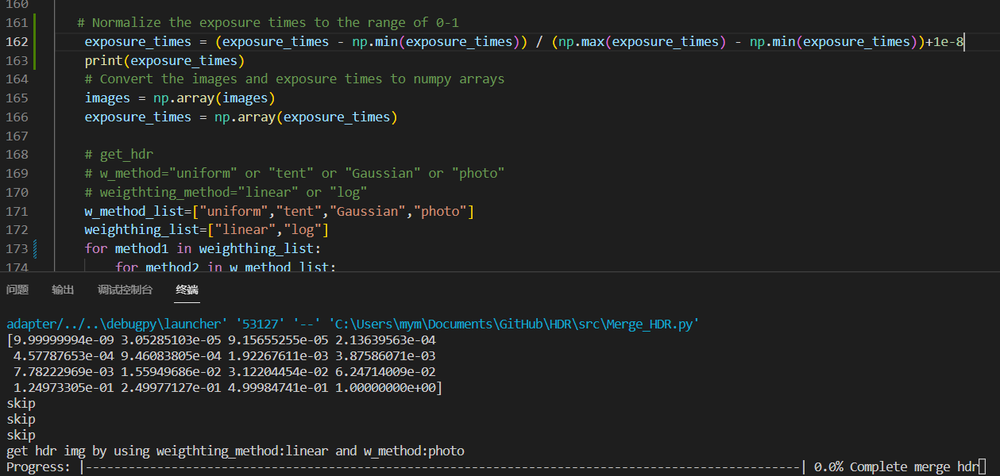 160
161 # Normalize the exposure times to the range of 0-1
162 exposure_times = (exposure_times - np.min(exposure_times)) / (np.max(exposure_times) - np.min(exposure_times))+1e-8
163 print(exposure_times)
164 # Convert the images and exposure times to numpy arrays
165 images = np.array(images)
166 exposure_times = np.array(exposure_times)
167
168 # get_hdr
169 # w_method="uniform" or "tent" or "Gaussian" or "photo"
170 # weigthting_method="linear" or "log"
171 w_method_list=["uniform","tent","Gaussian","photo"]
172 weighthing_list=["linear","log"]
173 for method1 in weighthing_list:
174 for method2 in w_method_list:
问题 输出 调试控制台 终端
adapter/../..\debugpy\launcher' '53127' '--' 'C:\Users\mym\Documents\GitHub\HDR\src\Merge_HDR.py'
[9.99999994e-09 3.05285103e-05 9.15655255e-05 2.13639563e-04
4.57787653e-04 9.46083805e-04 1.92267611e-03 3.87586071e-03
7.78222969e-03 1.55949686e-02 3.12204454e-02 6.24714009e-02
1.24973305e-01 2.49977127e-01 4.99984741e-01 1.00000000e+00]
skip
skip
skip
get hdr img by using weigthting_method:linear and w_method:photo
Progress: |----------------------------------------------------------------------------------------------------| 0.0% Complete merge hdr